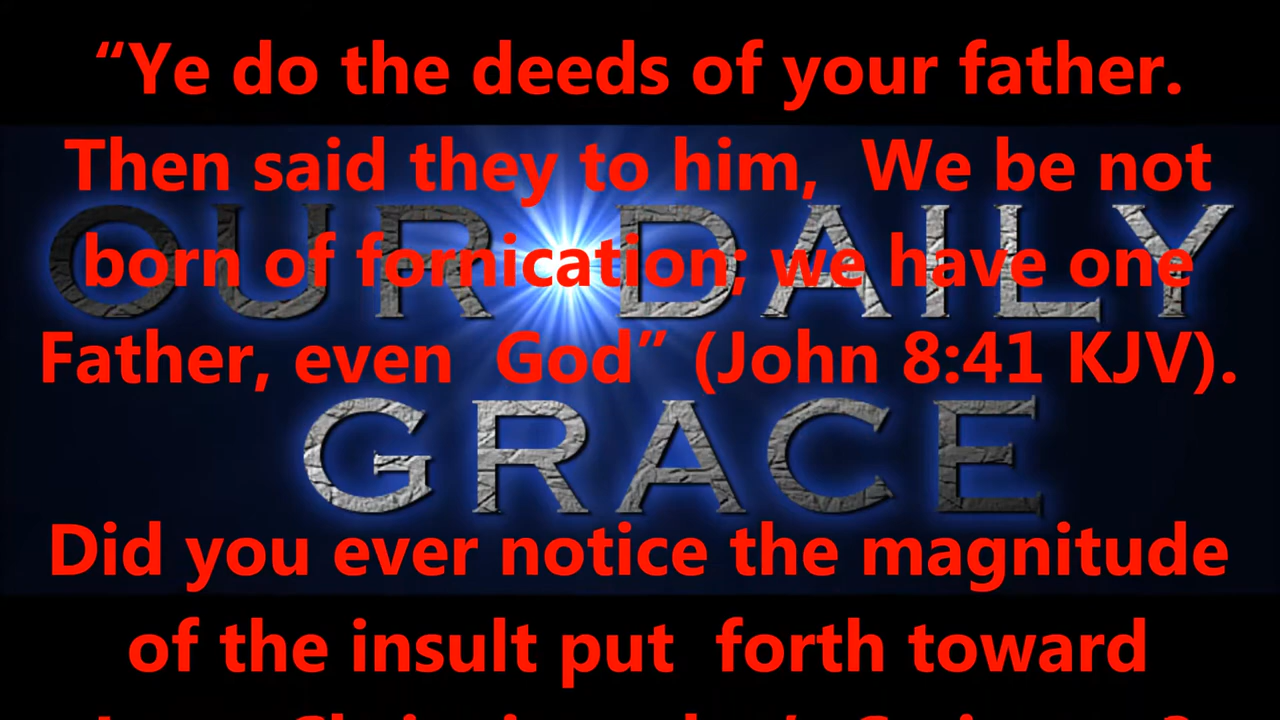 “Ye do the deeds of your father.
Then said they to him, We be not
OUR DAILY
born of fornication; we have one
Father, even God” (John 8:41 KJV).
GRACE
Did you ever notice the magnitude
of the insult put forth toward